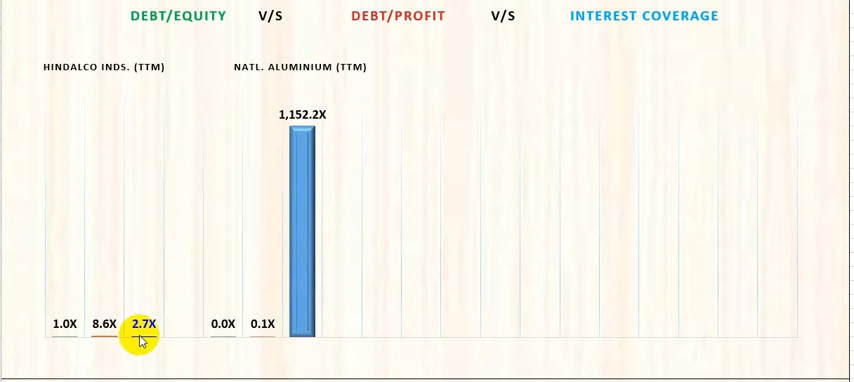 DEBT/EQUITY V/S DEBT/PROFIT V/S INTEREST COVERAGE
HINDALCO INDS. (TTM) NATL. ALUMINIUM (TTM)
1,152.2X
1.0X 8.6X 2.7X 0.0X 0.1X